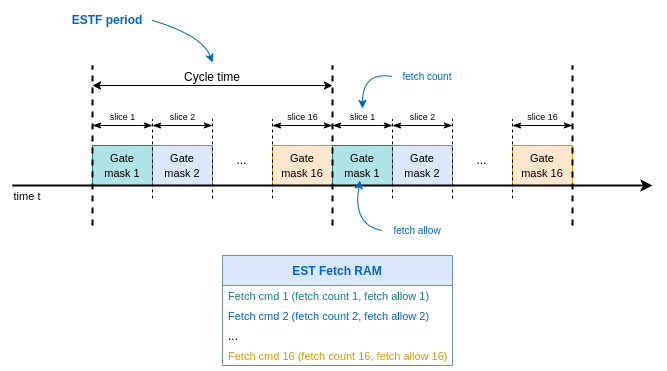 ESTF period
Cycle time
fetch count
slice 1
slice 2
slice 16
slice 1
slice 2
slice 16
Gate
mask 1
Gate
mask 2
...
Gate
mask 16
Gate
mask 1
Gate
mask 2
...
Gate
mask 16
time t
fetch allow
EST Fetch RAM
Fetch cmd 1 (fetch count 1, fetch allow 1)
Fetch cmd 2 (fetch count 2, fetch allow 2)
...
Fetch cmd 16 (fetch count 16, fetch allow 16)